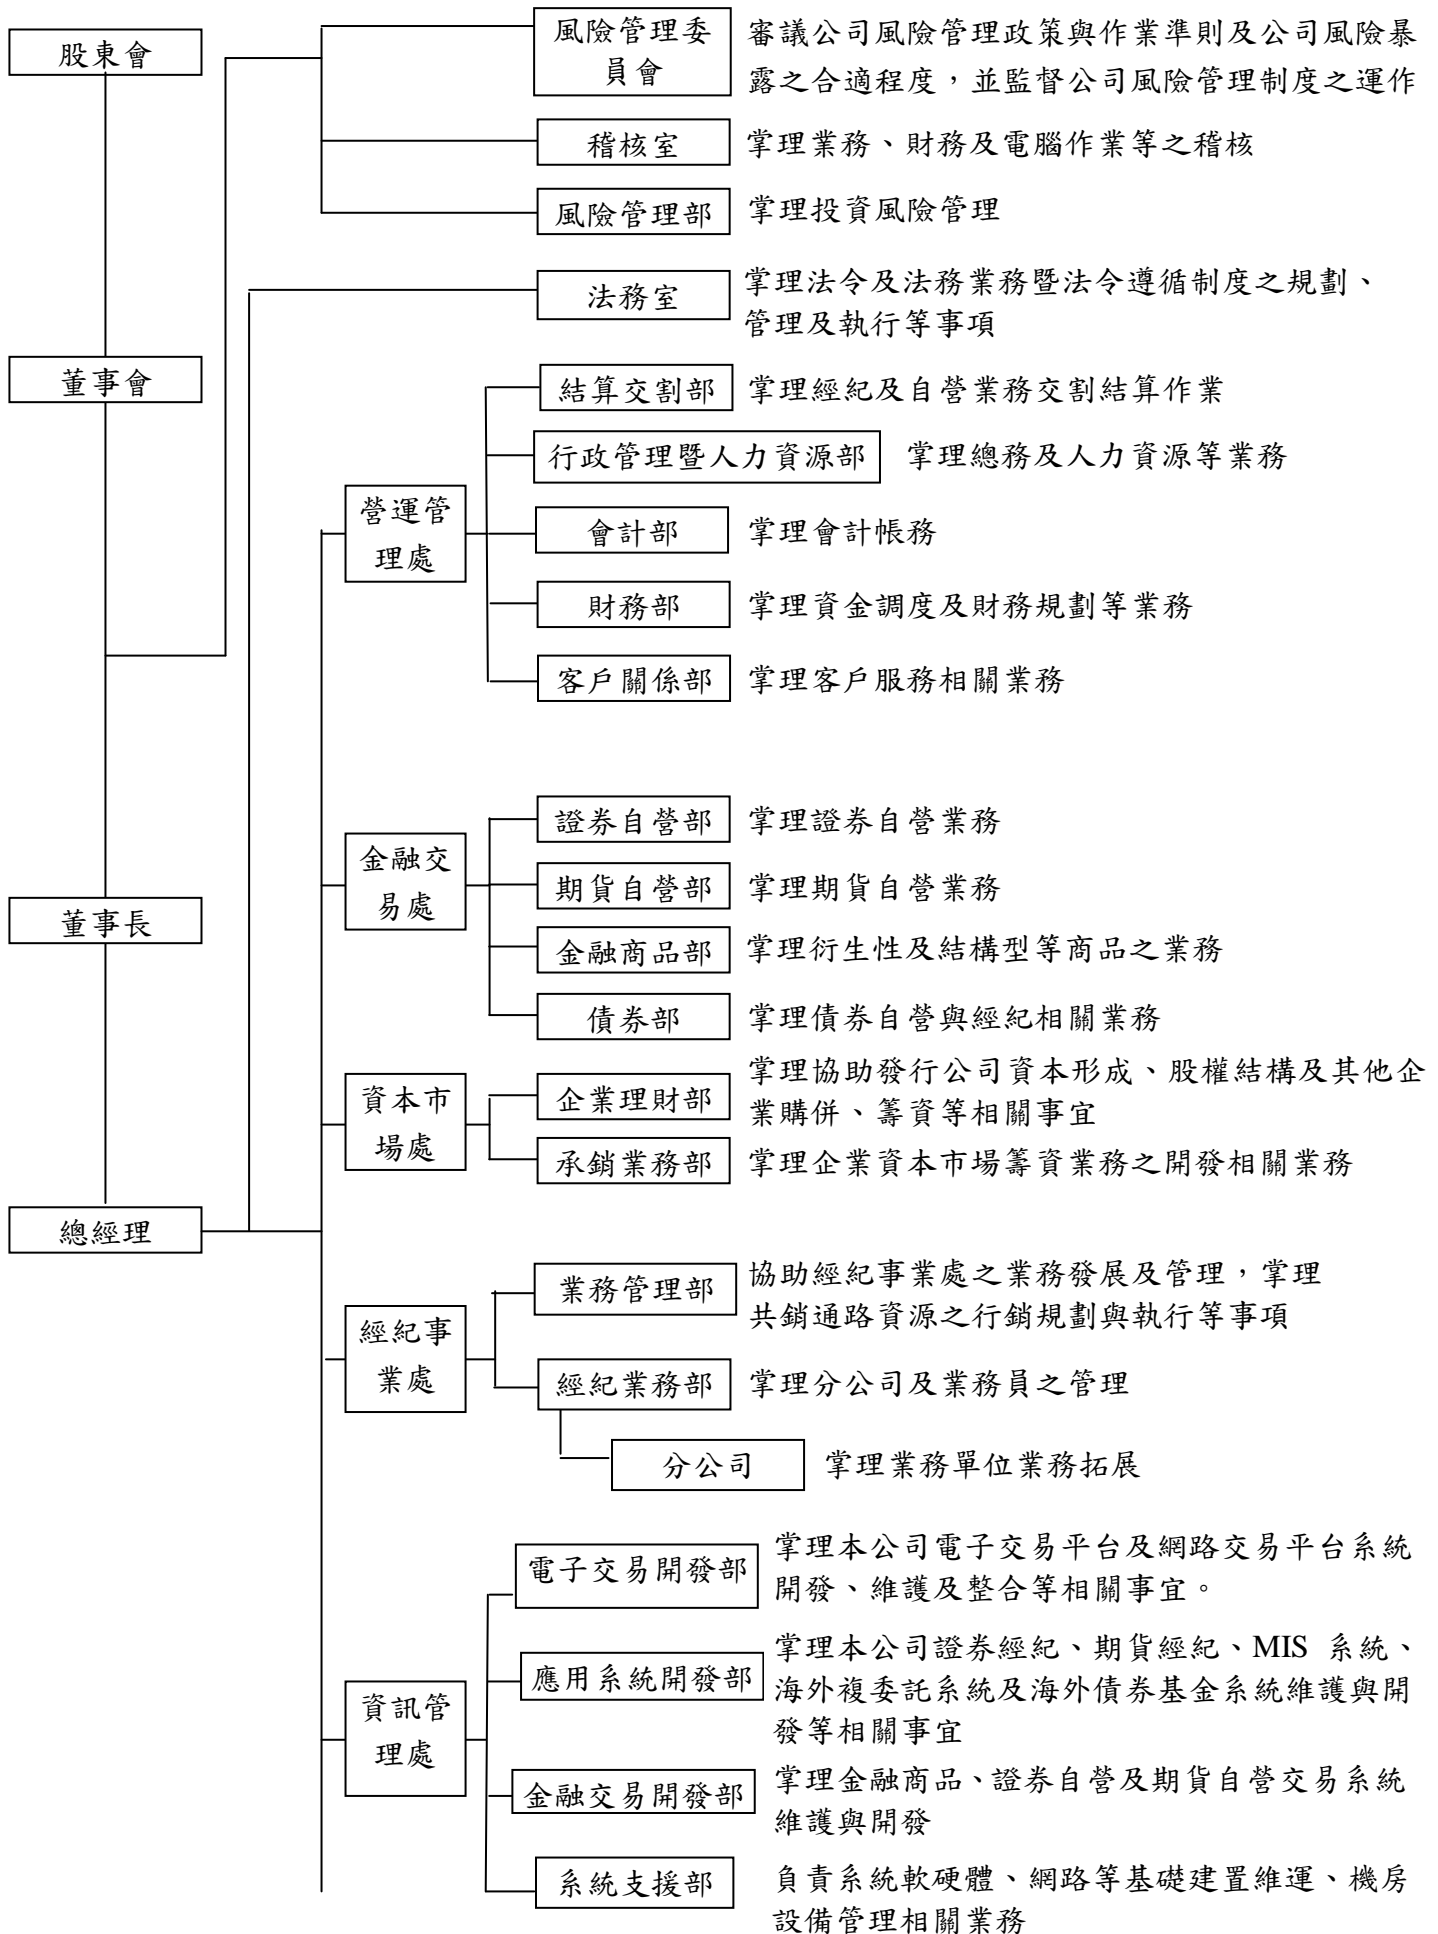 股東會
風險管理委
員會
審議公司風險管理政策與作業準則及公司風險暴
露之合適程度，並監督公司風險管理制度之運作
稽核室
掌理業務、財務及電腦作業等之稽核
風險管理部
掌理投資風險管理
法務室
掌理法令及法務業務暨法令遵循制度之規劃、
管理及執行等事項
董事會
結算交割部
掌理經紀及自營業務交割結算作業
行政管理暨人力資源部
掌理總務及人力資源等業務
營運管
理處
會計部
掌理會計帳務
財務部
掌理資金調度及財務規劃等業務
客戶關係部
掌理客戶服務相關業務
證券自營部
掌理證券自營業務
金融交
易處
期貨自營部
掌理期貨自營業務
董事長
金融商品部
掌理衍生性及結構型等商品之業務
債券部
掌理債券自營與經紀相關業務
資本市
場處
企業理財部
掌理協助發行公司資本形成、股權結構及其他企
業購併、籌資等相關事宜
承銷業務部
掌理企業資本市場籌資業務之開發相關業務
總經理
業務管理部
協助經紀事業處之業務發展及管理，掌理
共銷通路資源之行銷規劃與執行等事項
經紀事
業處
經紀業務部
掌理分公司及業務員之管理
分公司
掌理業務單位業務拓展
電子交易開發部
掌理本公司電子交易平台及網路交易平台系統
開發、維護及整合等相關事宜。
應用系統開發部
掌理本公司證券經紀、期貨經紀、MIS 系統、
海外複委託系統及海外債券基金系統維護與開
發等相關事宜
資訊管
理處
金融交易開發部
掌理金融商品、證券自營及期貨自營交易系統
維護與開發
系統支援部
負責系統軟硬體、網路等基礎建置維運、機房
設備管理相關業務